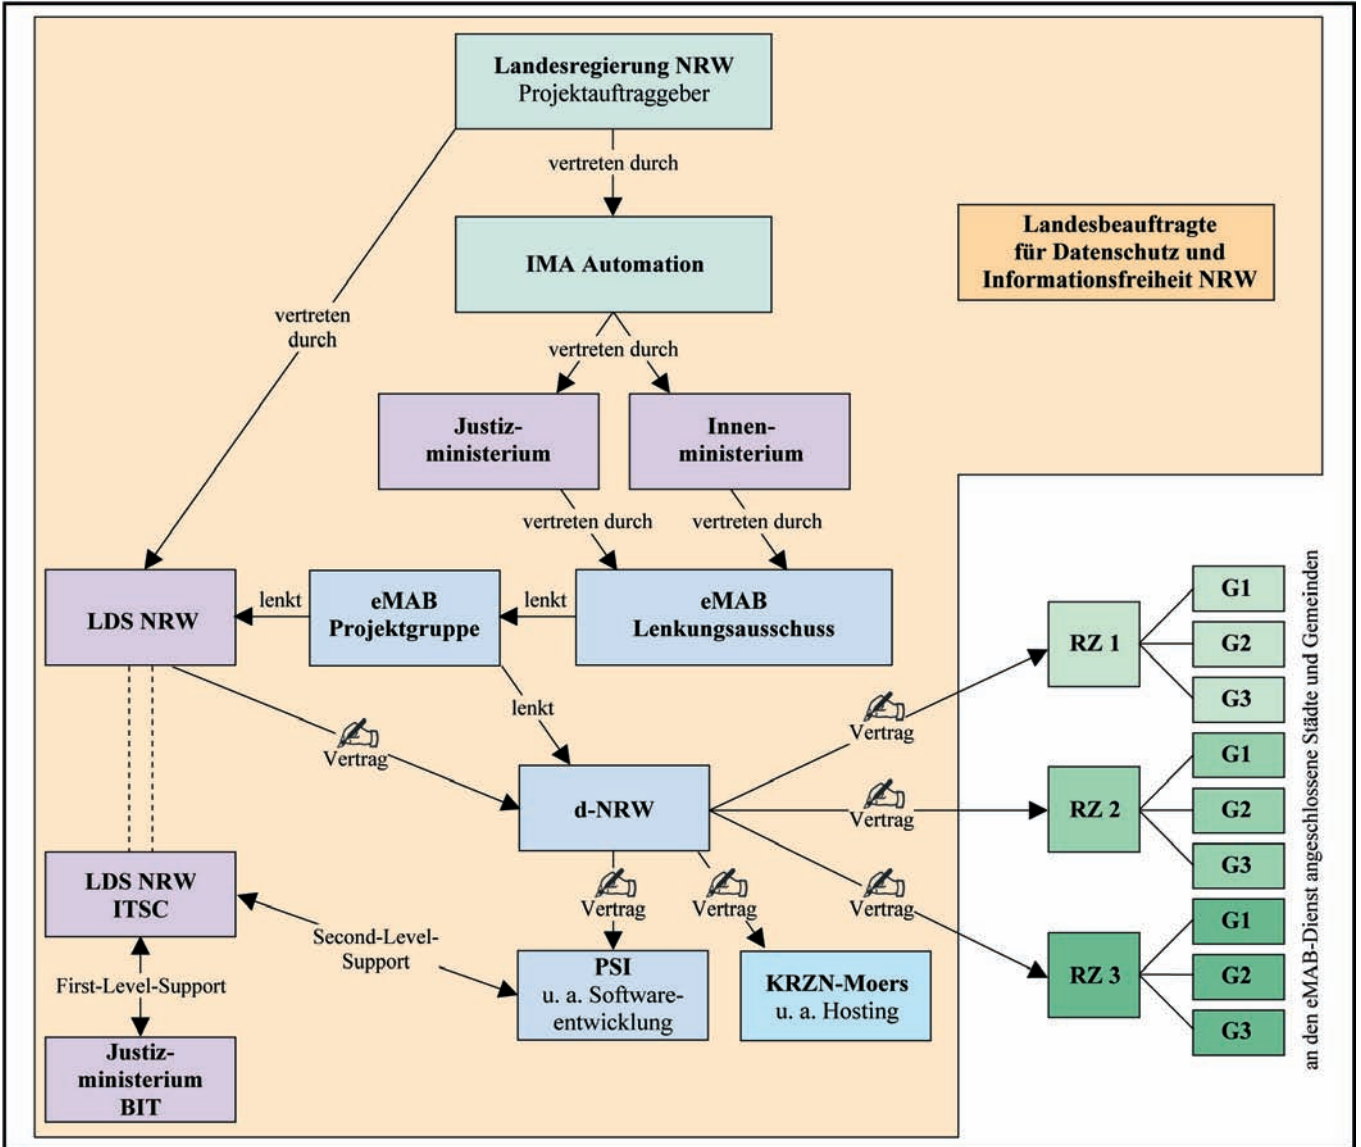 Landesregierung NRW
Projektauftraggeber
vertreten durch
IMA Automation
Landesbeauftragte
für Datenschutz und
Informationsfreiheit NRW
vertreten
durch
vertreten durch
Justiz-
ministerium
Innen-
ministerium
vertreten durch
vertreten durch
LDS NRW
lenkt
eMAB
Projektgruppe
lenkt
eMAB
Lenkungsausschuss
lenkt
Vertrag
d-NRW
Vertrag
Vertrag
Vertrag
Vertrag
Vertrag
RZ 1
G1
G2
G3
RZ 2
G1
G2
G3
RZ 3
G1
G2
G3
an den eMAB-Dienst angeschlossene Städte und Gemeinden
LDS NRW
ITSC
Second-Level-
Support
First-Level-Support
PSI
u. a. Software-
entwicklung
KRZN-Moers
u. a. Hosting
Justiz-
ministerium
BIT